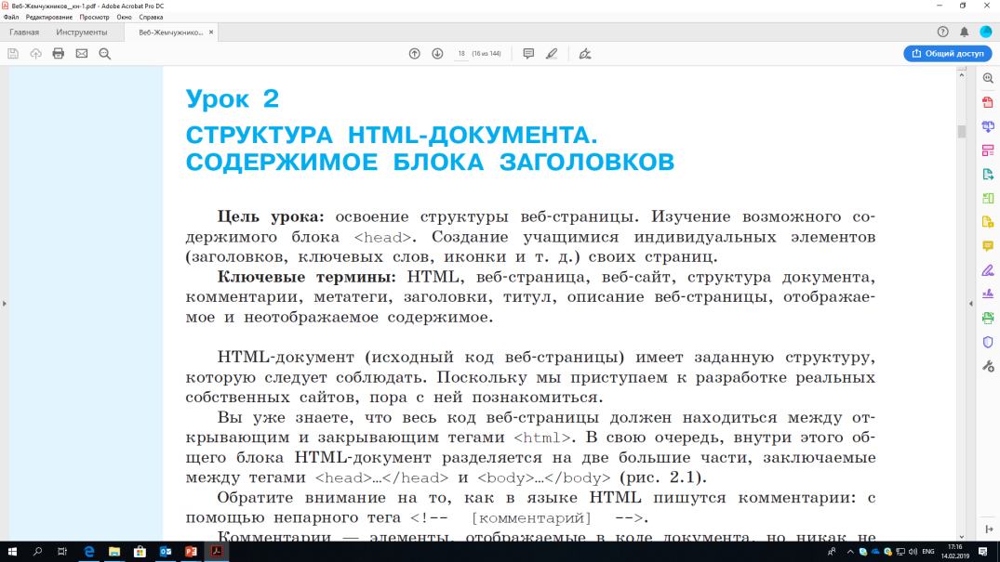 Веб-Жемчужников_кн-1.pdf - Adobe Acrobat Pro DC
Файл Редактирование Просмотр Окно Справка
Главная Инструменты Веб-Жемчужнико... ×
18 (16 из 144) Общий доступ
Урок 2
СТРУКТУРА HTML-ДОКУМЕНТА.
СОДЕРЖИМОЕ БЛОКА ЗАГОЛОВКОВ
Цель урока: освоение структуры веб-страницы. Изучение возможного со-
держимого блока <head>. Создание учащимися индивидуальных элементов
(заголовков, ключевых слов, иконки и т. д.) своих страниц.
Ключевые термины: HTML, веб-страница, веб-сайт, структура документа,
комментарии, метатеги, заголовки, титул, описание веб-страницы, отображае-
мое и неотображаемое содержимое.
HTML-документ (исходный код веб-страницы) имеет заданную структуру,
которую следует соблюдать. Поскольку мы приступаем к разработке реальных
собственных сайтов, пора с ней познакомиться.
Вы уже знаете, что весь код веб-страницы должен находиться между от-
крывающим и закрывающим тегами <html>. В свою очередь, внутри этого об-
щего блока HTML-документ разделяется на две большие части, заключаемые
между тегами <head>…</head> и <body>…</body> (рис. 2.1).
Обратите внимание на то, как в языке HTML пишутся комментарии: с
помощью непарного тега <!-- [комментарий] -->.
Комментарии — элементы, отображаемые в коде документа, но никак не
ENG 17:16
14.02.2019